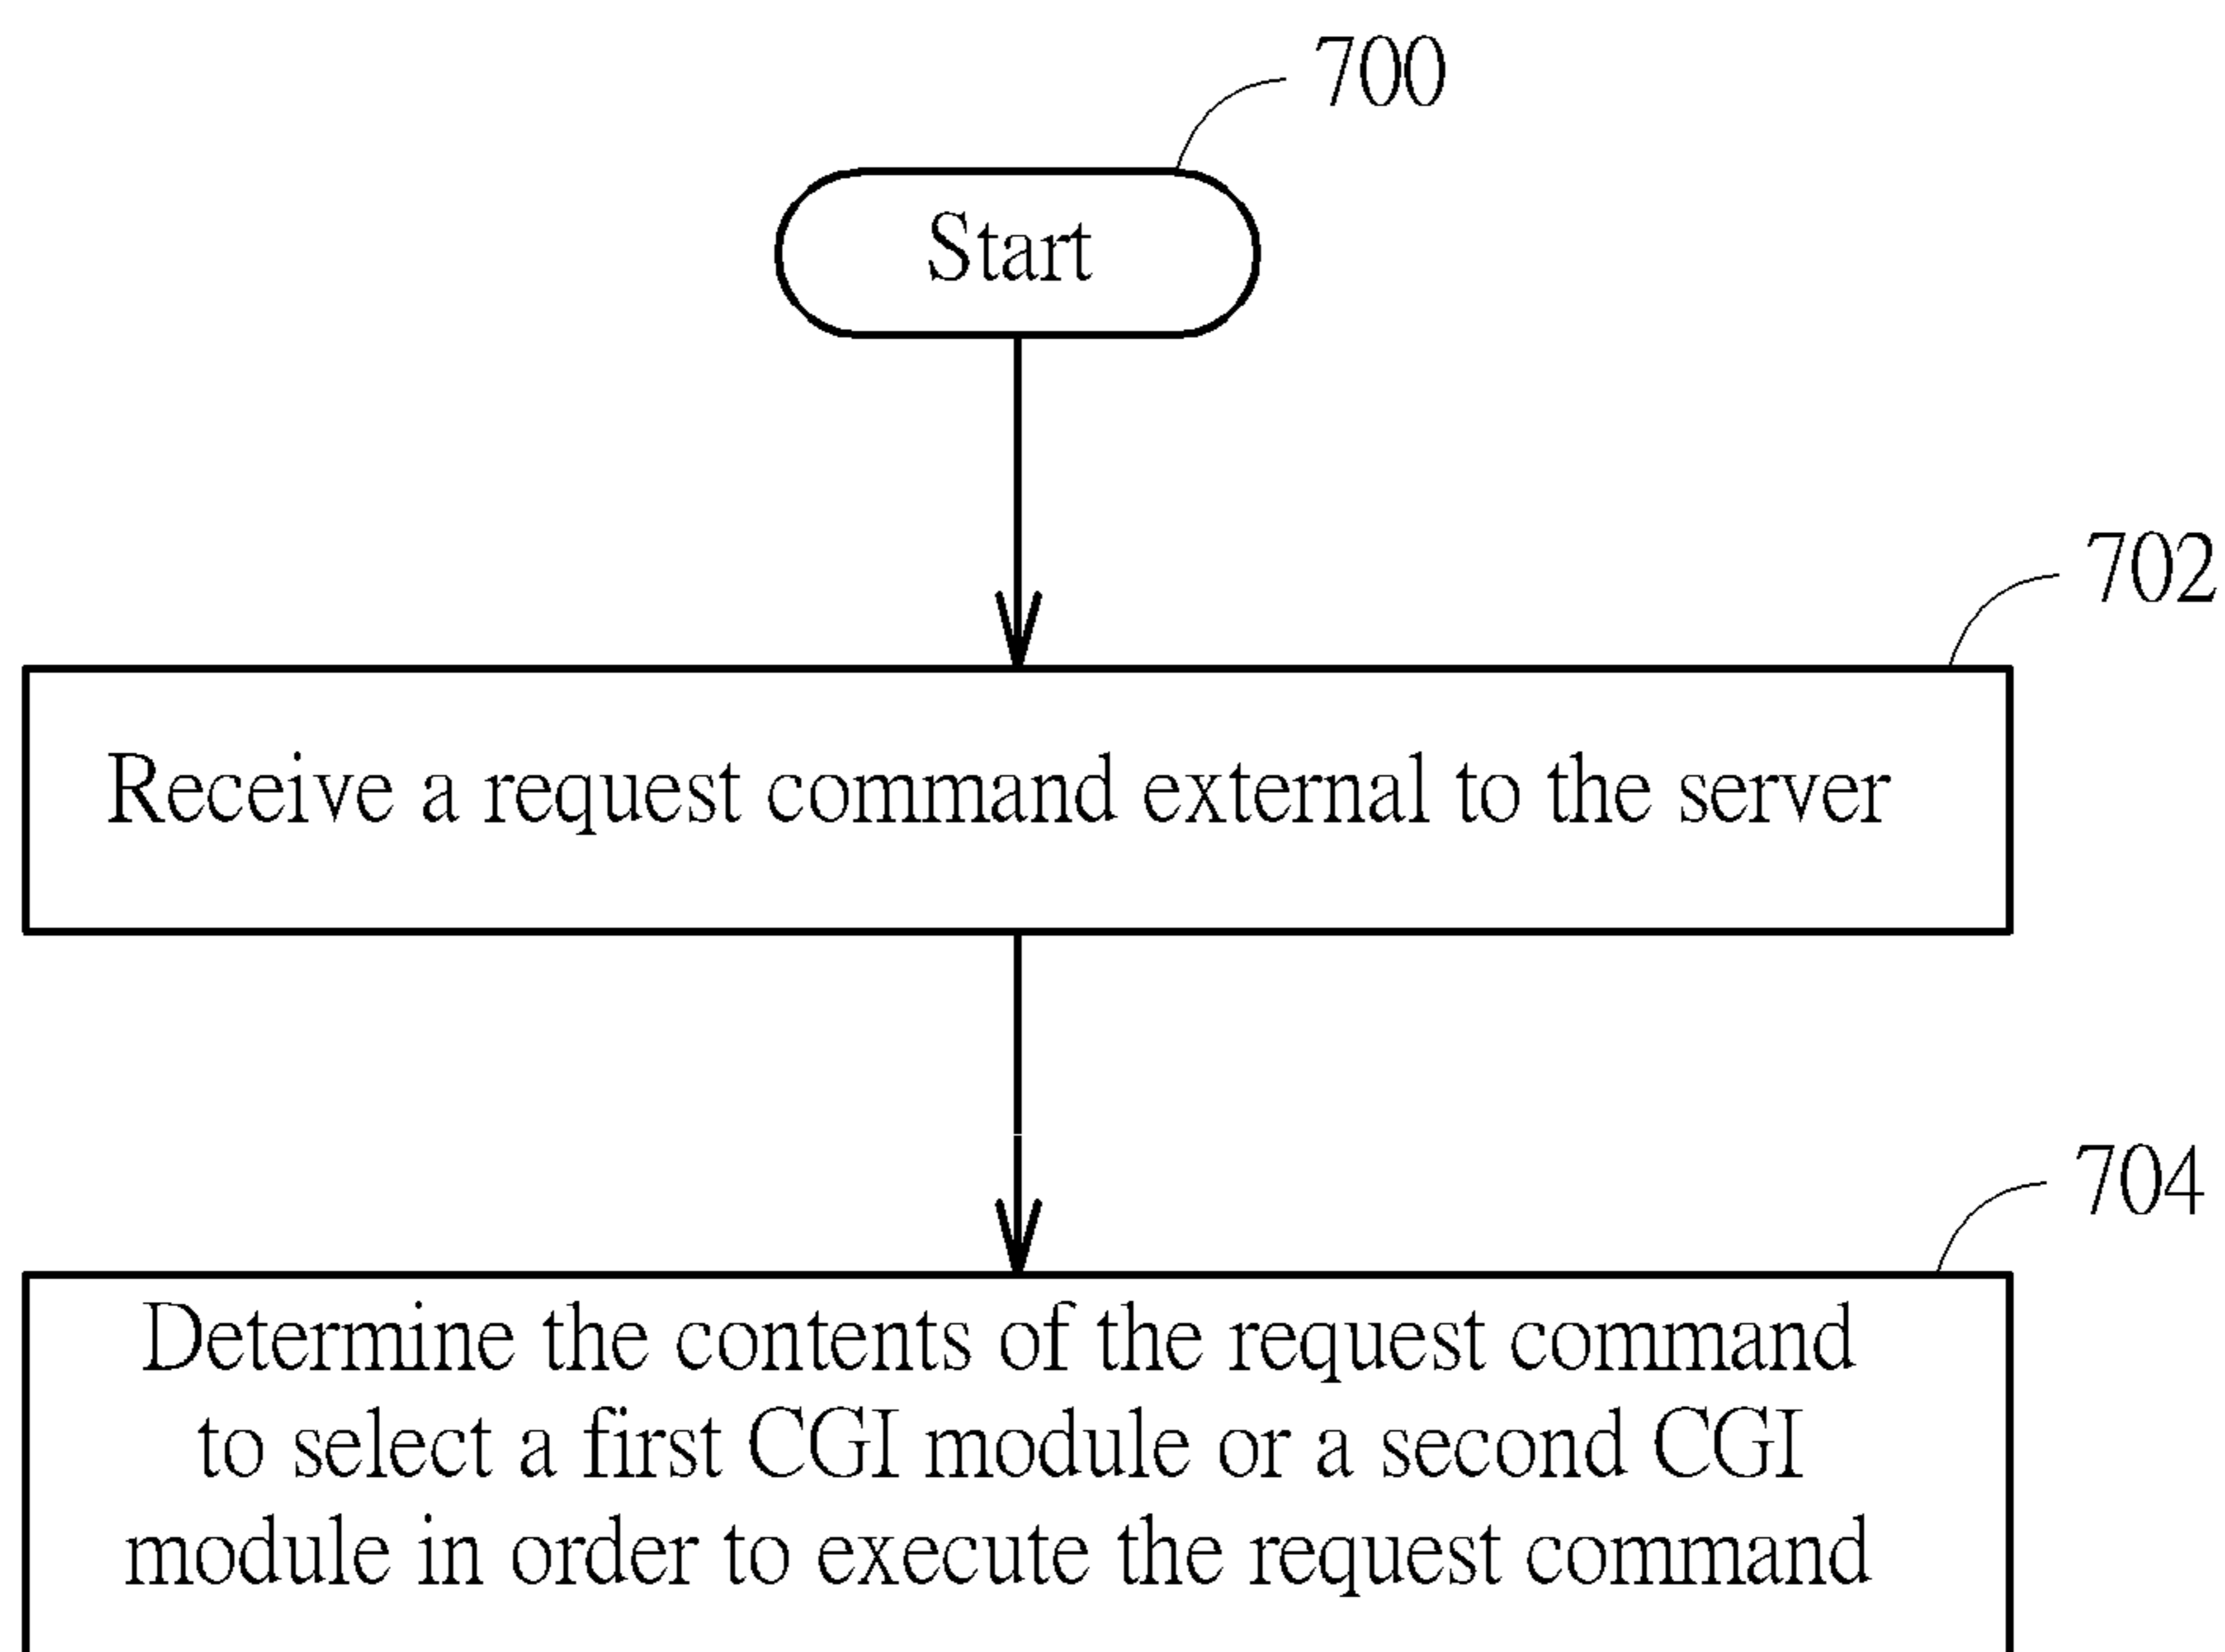 700
Start
702
Receive a request command external to the server
704
Determine the contents of the request command
to select a first CGI module or a second CGI
module in order to execute the request command